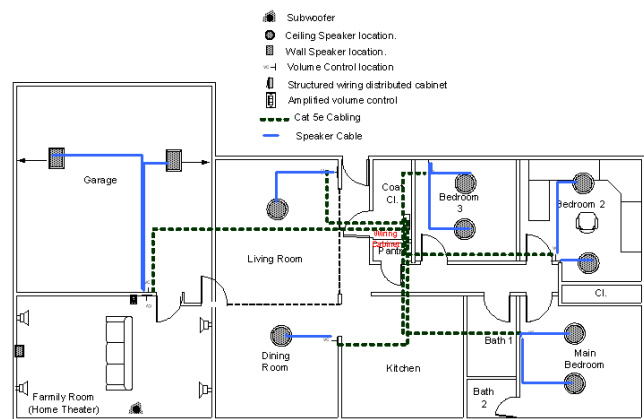 Subwoofer
Ceiling Speaker location.
Wall Speaker location.
Volume Control location
Structured wiring distributed cabinet
Amplified volume control
Cat 5e Cabling
Speaker Cable
Garage
Coat
Cl.
Bedroom
3
Bedroom 2
Wiring
Cabinet
Pantry
Living Room
Cl.
Dining
Room
Kitchen
Bath 1
Main
Bedroom
Bath
2
Farmily Room
(Home Theater)